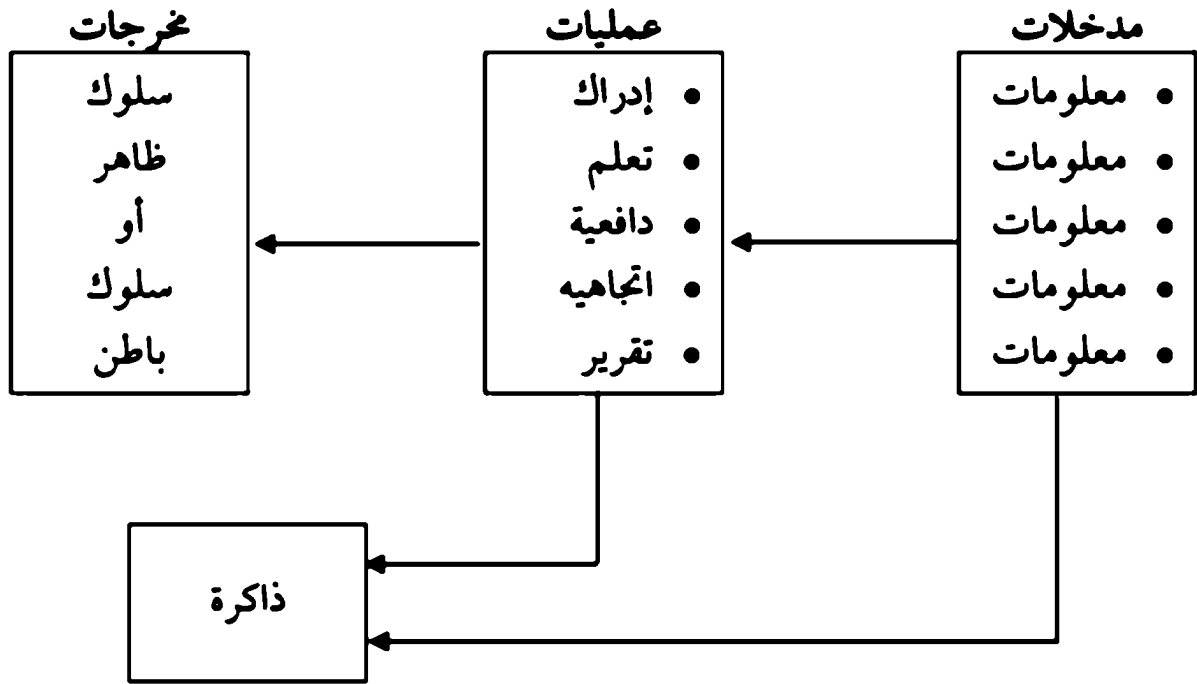 مدخلات
• معلومات
• معلومات
• معلومات
• معلومات
• معلومات
عمليات
• إدراك
• تعلم
• دافعية
• اتجاهيه
• تقرير
مخرجات
سلوك
ظاهر
أو
سلوك
باطن
ذاكرة